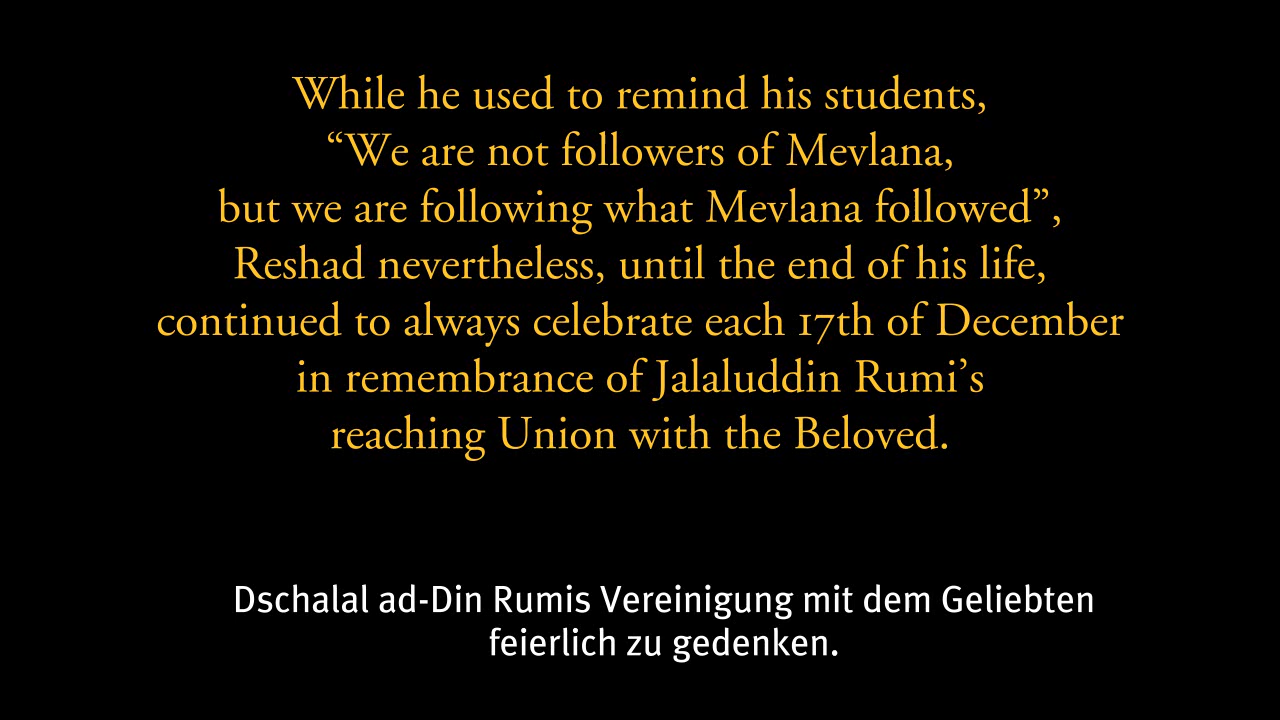 While he used to remind his students,
“We are not followers of Mevlana,
but we are following what Mevlana followed”,
Reshad nevertheless, until the end of his life,
continued to always celebrate each 17th of December
in remembrance of Jalaluddin Rumi’s
reaching Union with the Beloved.
Dschalal ad-Din Rumis Vereinigung mit dem Geliebten
feierlich zu gedenken.